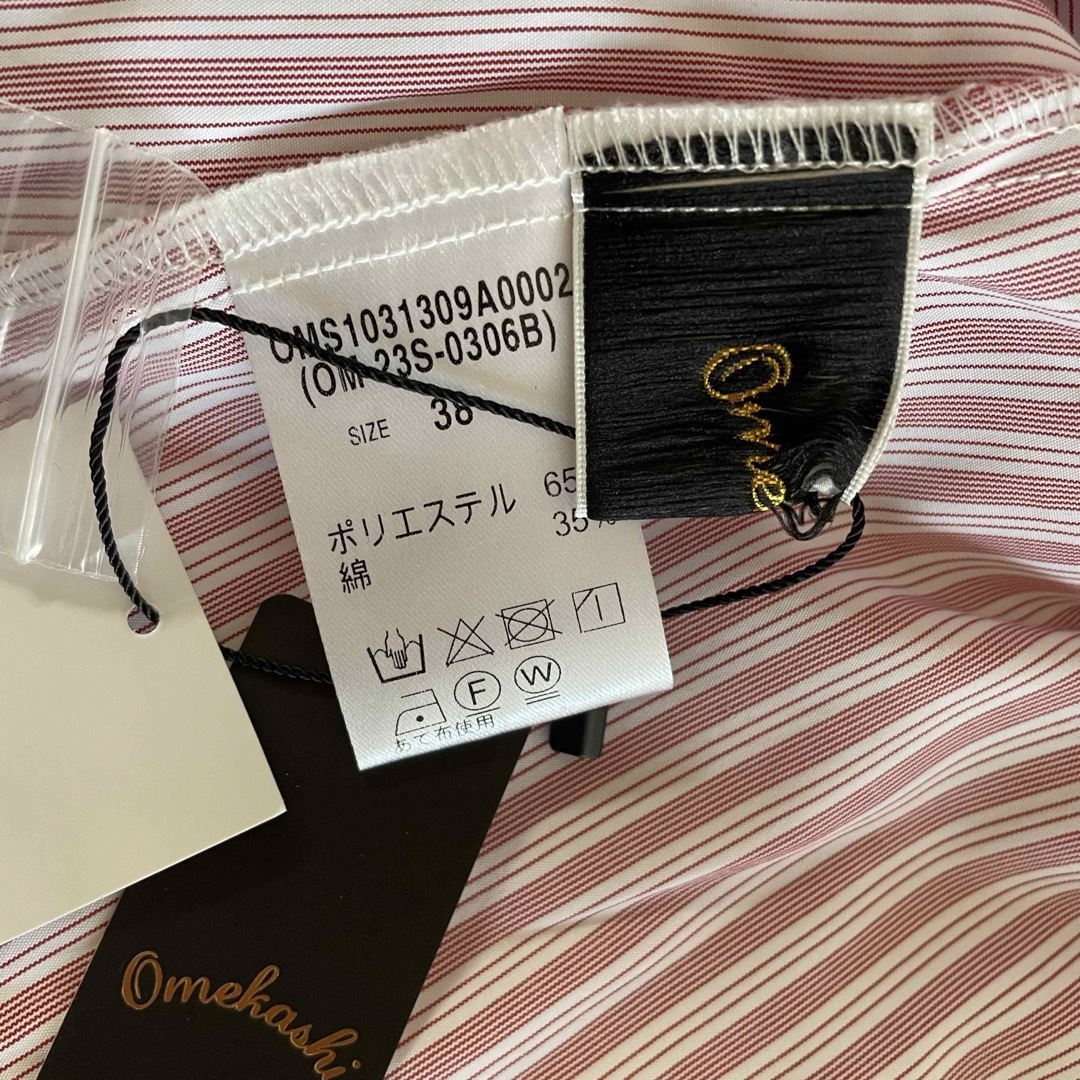 OMS1031309A0002
(OM-23S-0306B)
SIZE 38
ポリエステル 65
綿 35%
F W
あて布使用
Ome
Omekashi